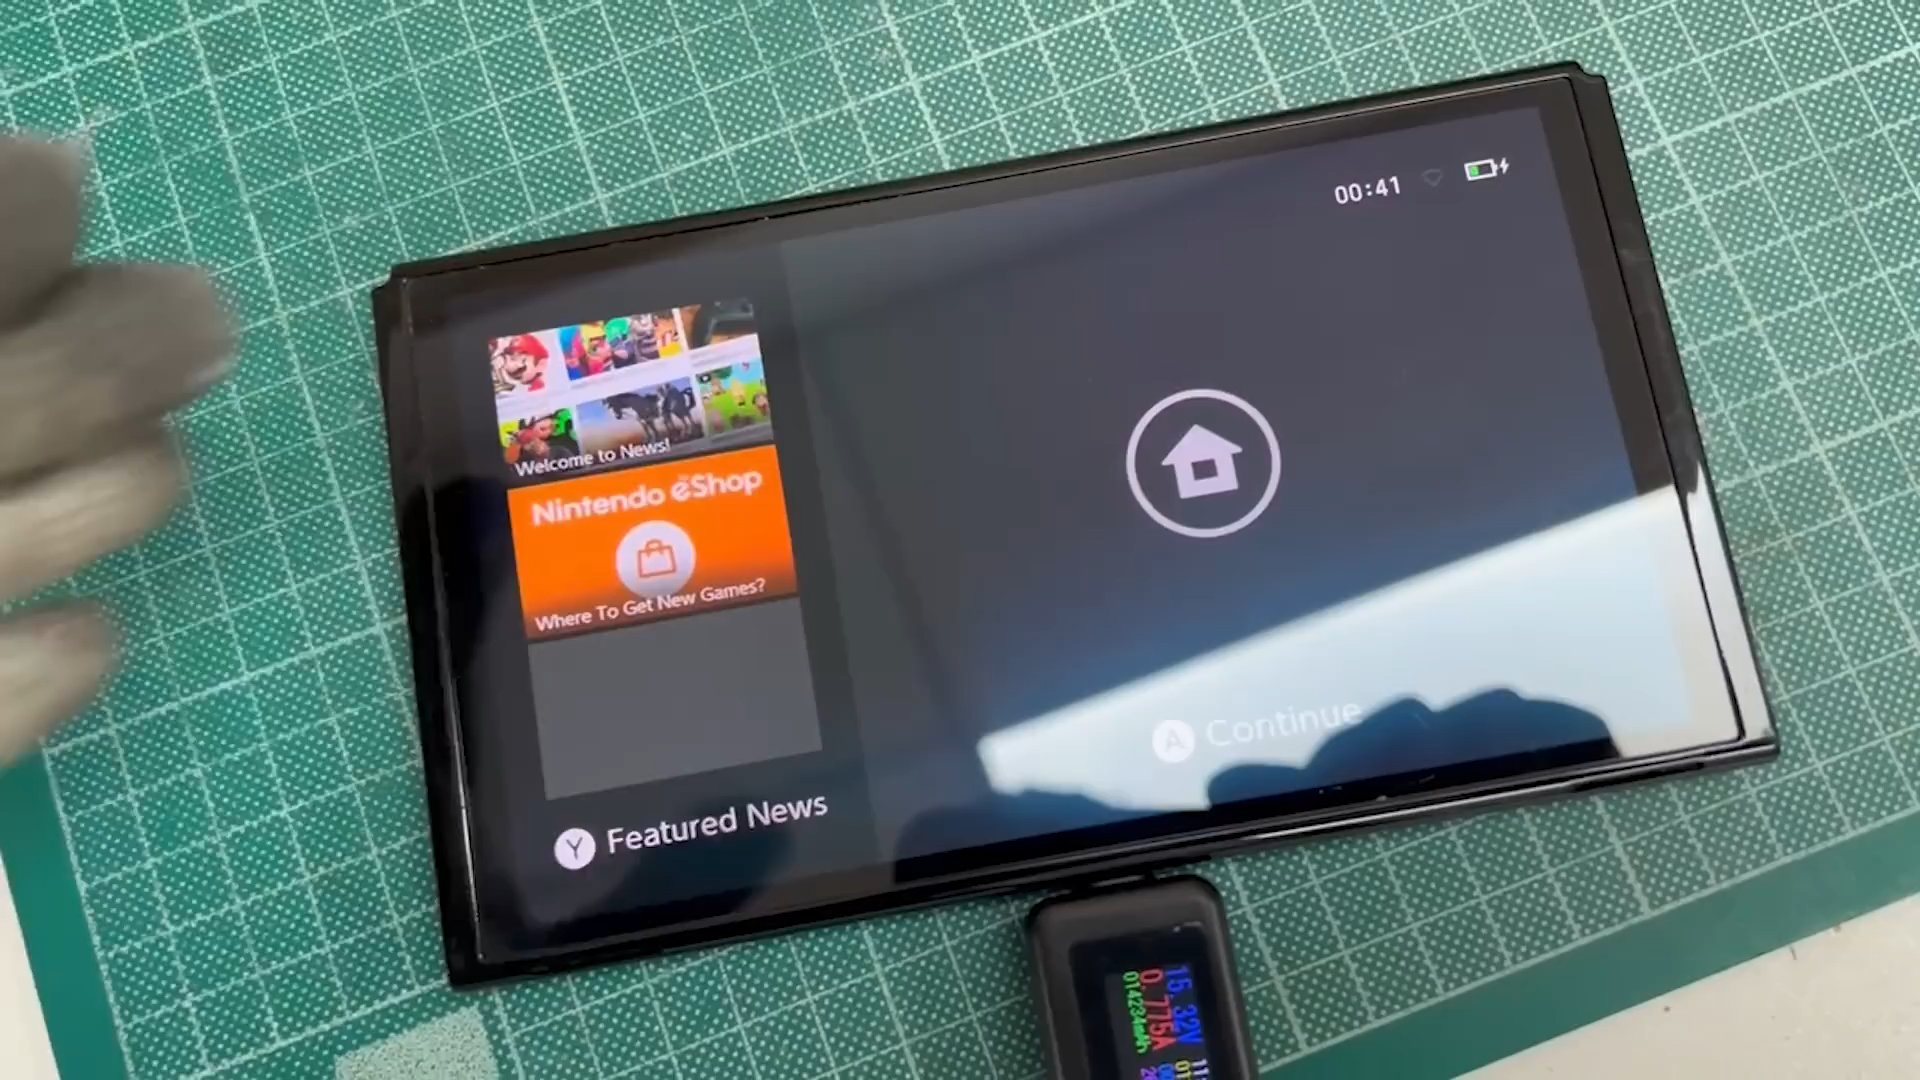 00:41
Welcome to News!
Nintendo eShop
Where To Get New Games?
Y Featured News
A Continue
15.32V
0.775A
014234mAh